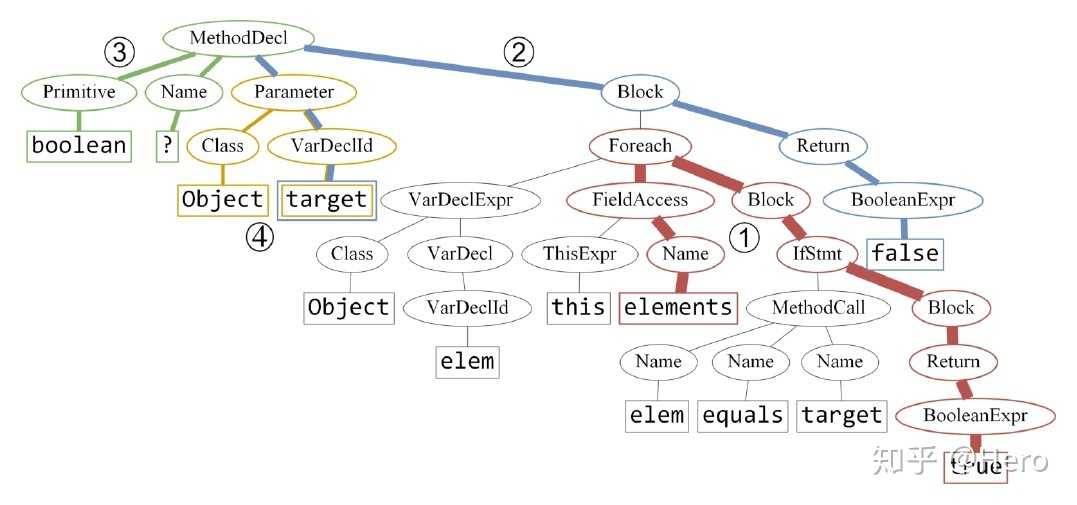 MethodDecl
③
②
Primitive
Name
Parameter
Block
boolean
?
Class
VarDeclId
Foreach
Return
Object
target
VarDeclExpr
FieldAccess
Block
BooleanExpr
④
①
Class
VarDecl
ThisExpr
Name
IfStmt
false
Object
VarDeclId
this
elements
MethodCall
Block
elem
Name
Name
Name
Return
elem
equals
target
BooleanExpr
true
知乎 @Hero